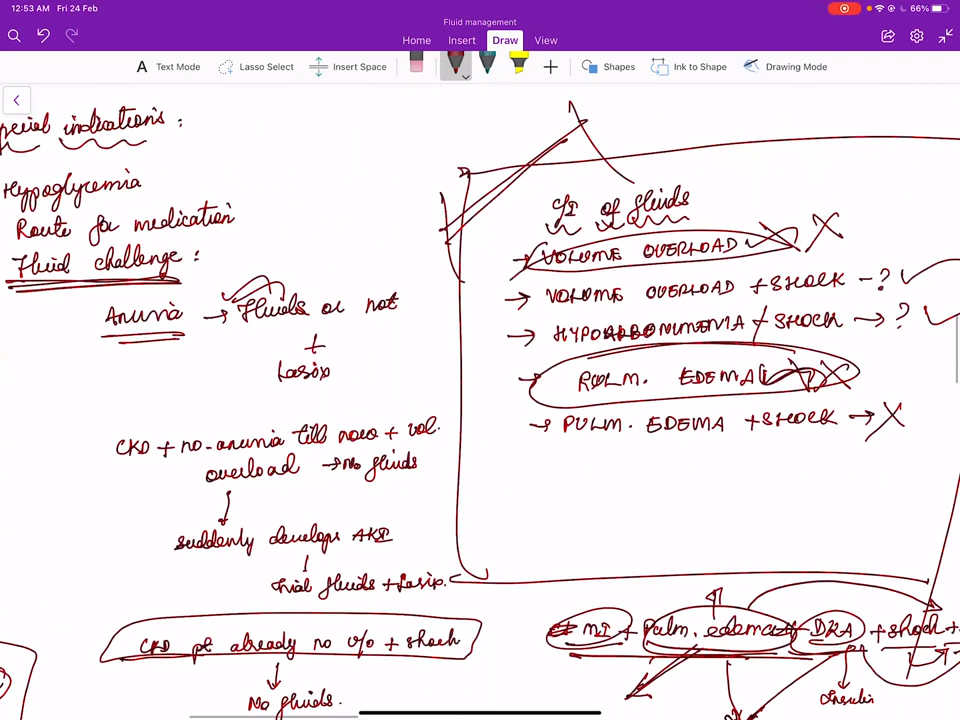 12:53 AM Fri 24 Feb
66%
Fluid management
Home Insert Draw View
Text Mode Lasso Select Insert Space Shapes Ink to Shape Drawing Mode
pecial indications:
Hypoglycemia
Route for medication
Fluid challenge:
Anuria → Fluids or not
+
Lasix
CKD + no-anuria till now + vol.
overload → No fluids
suddenly develops AKI
Trial fluids + Lasix.
CKD pt already no u/o + shock
No fluids.
CI of fluids
→ VOLUME OVERLOAD X
→ VOLUME OVERLOAD + SHOCK - ? ✓
→ + SHOCK → ? ✓
→ PULM. EDEMA X
→ PULM. EDEMA + SHOCK → X
MI + Pulm. edema + DKA + shock +
Insulin